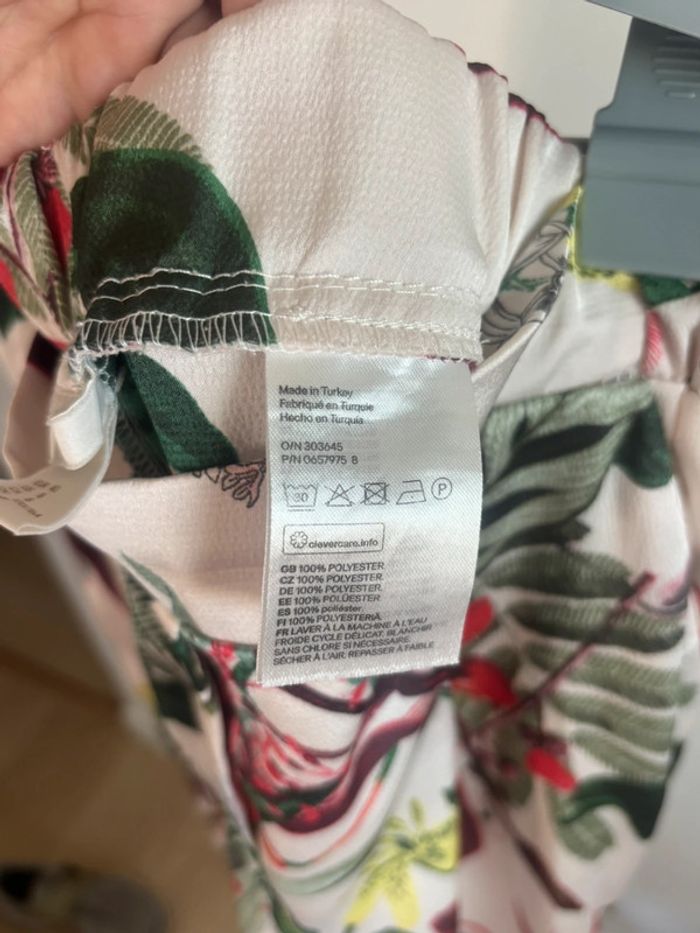 Made in Turkey
Fabriqué en Turquie
Hecho en Turquía
O/N 303645
P/N 0657975 8
30
P
clevercare.info
GB 100% POLYESTER
CZ 100% POLYESTER.
DE 100% POLYESTER.
EE 100% POLÜESTER
ES 100% poliéster.
FI 100% POLYESTERIA.
FR LAVER À LA MACHINE À L'EAU
FROIDE CYCLE DÉLICAT. BLANCHIR
SANS CHLORE SI NÉCESSAIRE.
SÉCHER À L'AIR. REPASSER À FAIBLE